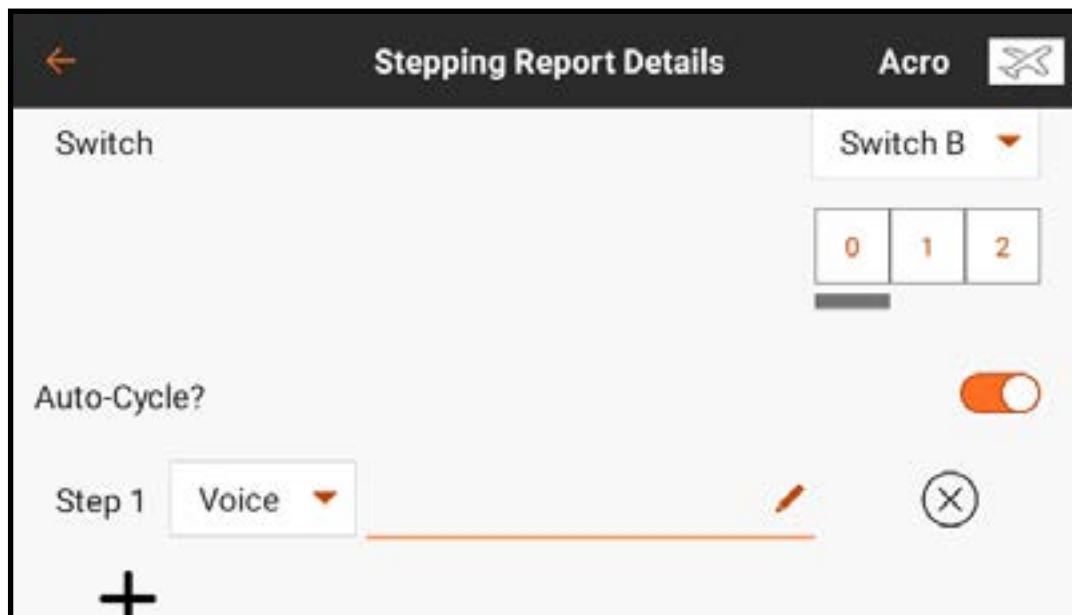 Stepping Report Details Acro
Switch Switch B
0 1 2
Auto-Cycle?
Step 1 Voice